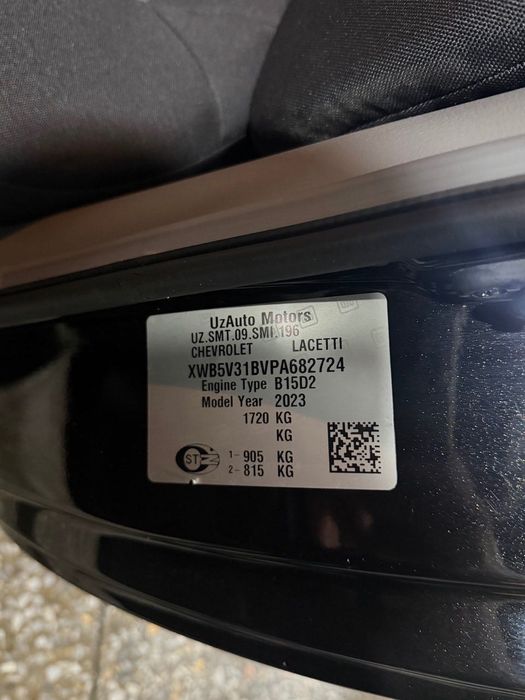 UzAuto Motors
UZ.SMT.09.SMI.196
CHEVROLET LACETTI
XWB5V31BVPA682724
Engine Type B15D2
Model Year 2023
1720 KG
KG
1- 905 KG
2- 815 KG
ST